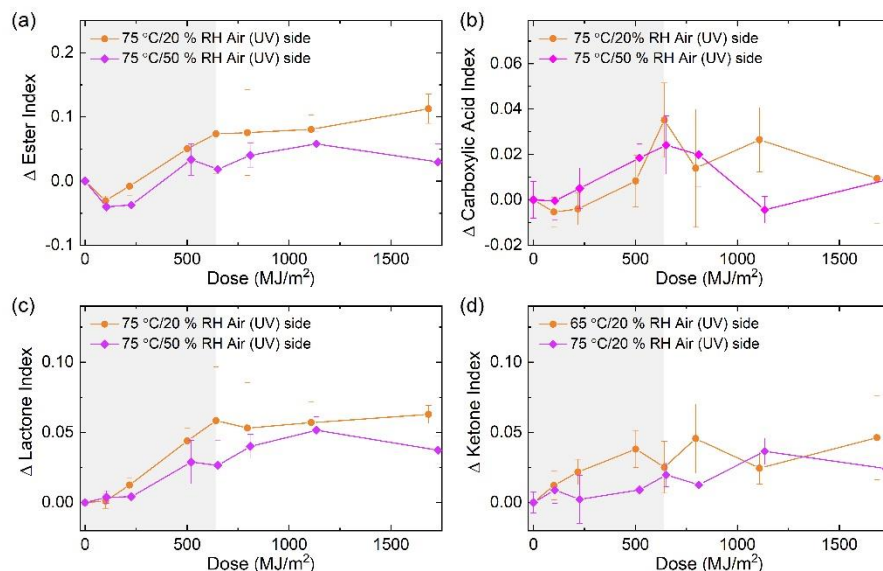 (a)
75 °C/20 % RH Air (UV) side
75 °C/50 % RH Air (UV) side
Δ Ester Index
0.2
0.1
0.0
-0.1
0 500 1000 1500
Dose (MJ/m²)
(b)
75 °C/20% RH Air (UV) side
75 °C/50 % RH Air (UV) side
Δ Carboxylic Acid Index
0.06
0.04
0.02
0.00
-0.02
0 500 1000 1500
Dose (MJ/m²)
(c)
75 °C/20 % RH Air (UV) side
75 °C/50 % RH Air (UV) side
Δ Lactone Index
0.10
0.05
0.00
0 500 1000 1500
Dose (MJ/m²)
(d)
65 °C/20 % RH Air (UV) side
75 °C/20 % RH Air (UV) side
Δ Ketone Index
0.10
0.05
0.00
0 500 1000 1500
Dose (MJ/m²)